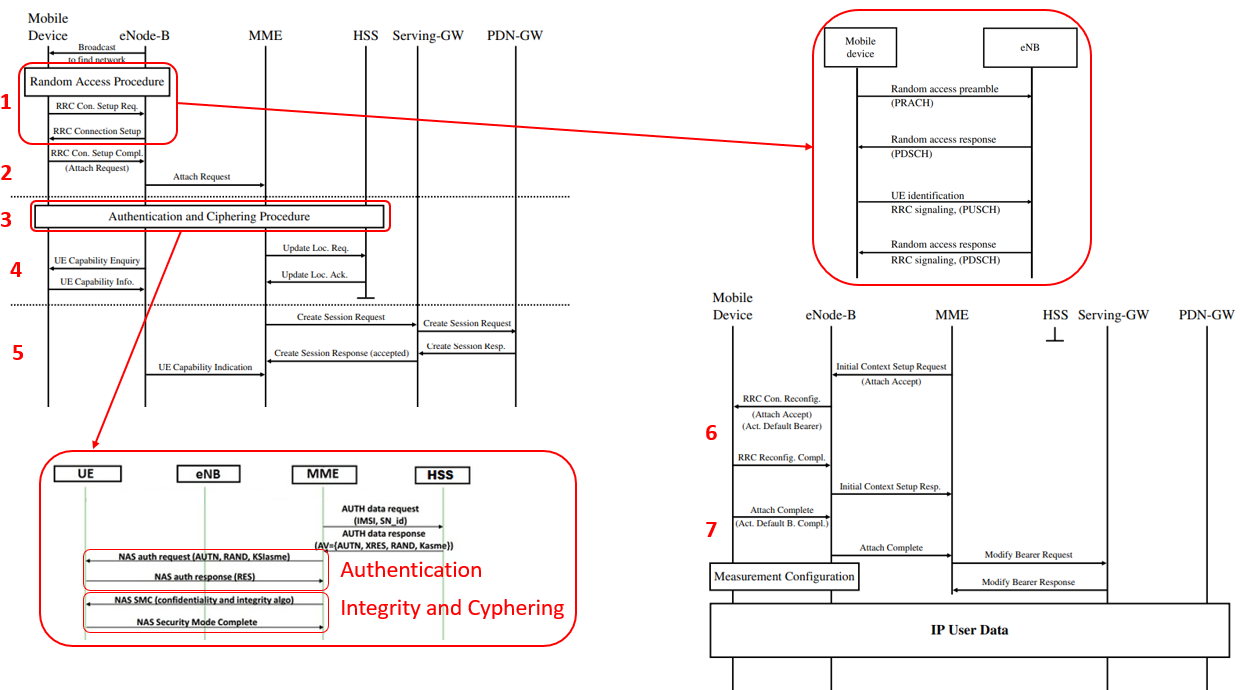 Mobile
Device
eNode-B
MME
HSS
Serving-GW
PDN-GW
Broadcast
to find network
Random Access Procedure
1
RRC Con. Setup Req.
RRC Connection Setup
RRC Con. Setup Compl.
(Attach Request)
2
Attach Request
3
Authentication and Ciphering Procedure
Update Loc. Req.
4
UE Capability Enquiry
Update Loc. Ack.
UE Capability Info.
Create Session Request
Create Session Request
5
Create Session Response (accepted)
Create Session Resp.
UE Capability Indication
UE
eNB
MME
HSS
AUTH data request
(IMSI, SN_id)
AUTH data response
(AV={AUTN, XRES, RAND, Kasme})
NAS auth request (AUTN, RAND, KSIasme)
Authentication
NAS auth response (RES)
NAS SMC (confidentiality and integrity algo)
Integrity and Cyphering
NAS Security Mode Complete
Mobile
device
eNB
Random access preamble
(PRACH)
Random access response
(PDSCH)
UE identification
RRC signaling, (PUSCH)
Random access response
RRC signaling, (PDSCH)
Mobile
Device
eNode-B
MME
HSS
Serving-GW
PDN-GW
Initial Context Setup Request
(Attach Accept)
RRC Con. Reconfig.
(Attach Accept)
(Act. Default Bearer)
6
RRC Reconfig. Compl.
Initial Context Setup Resp.
Attach Complete
(Act. Default B. Compl.)
7
Attach Complete
Modify Bearer Request
Measurement Configuration
Modify Bearer Response
IP User Data